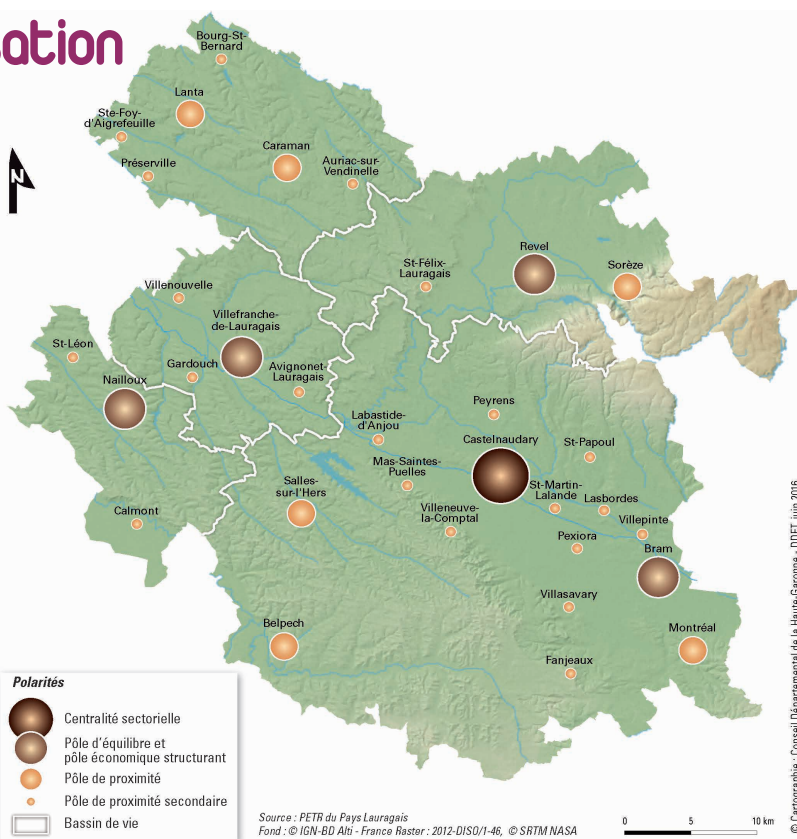 ation
Bourg-St-
Bernard
Lanta
Ste-Foy-
d'Aigrefeuille
Préserville
Caraman
Auriac-sur-
Vendinelle
N
Revel
St-Félix-
Lauragais
Sorèze
Villenouvelle
Villefranche-
de-Lauragais
St-Léon
Nailloux
Gardouch
Avignonet-
Lauragais
Peyrens
Labastide-
d'Anjou
Castelnaudary
St-Papoul
Mas-Saintes-
Puelles
Salles-
sur-l'Hers
St-Martin-
Lalande
Lasbordes
Calmont
Villeneuve-
la-Comptal
Villepinte
Pexiora
Bram
Villasavary
Belpech
Montréal
Fanjeaux
Polarités
Centralité sectorielle
Pôle d'équilibre et
pôle économique structurant
Pôle de proximité
Pôle de proximité secondaire
Bassin de vie
Source : PETR du Pays Lauragais
Fond : © IGN-BD Alti - France Raster : 2012-DISO/1-46, © SRTM NASA
0 5 10 km
© Cartographie : Conseil Départemental de la Haute-Garonne - DDET, juin 2016